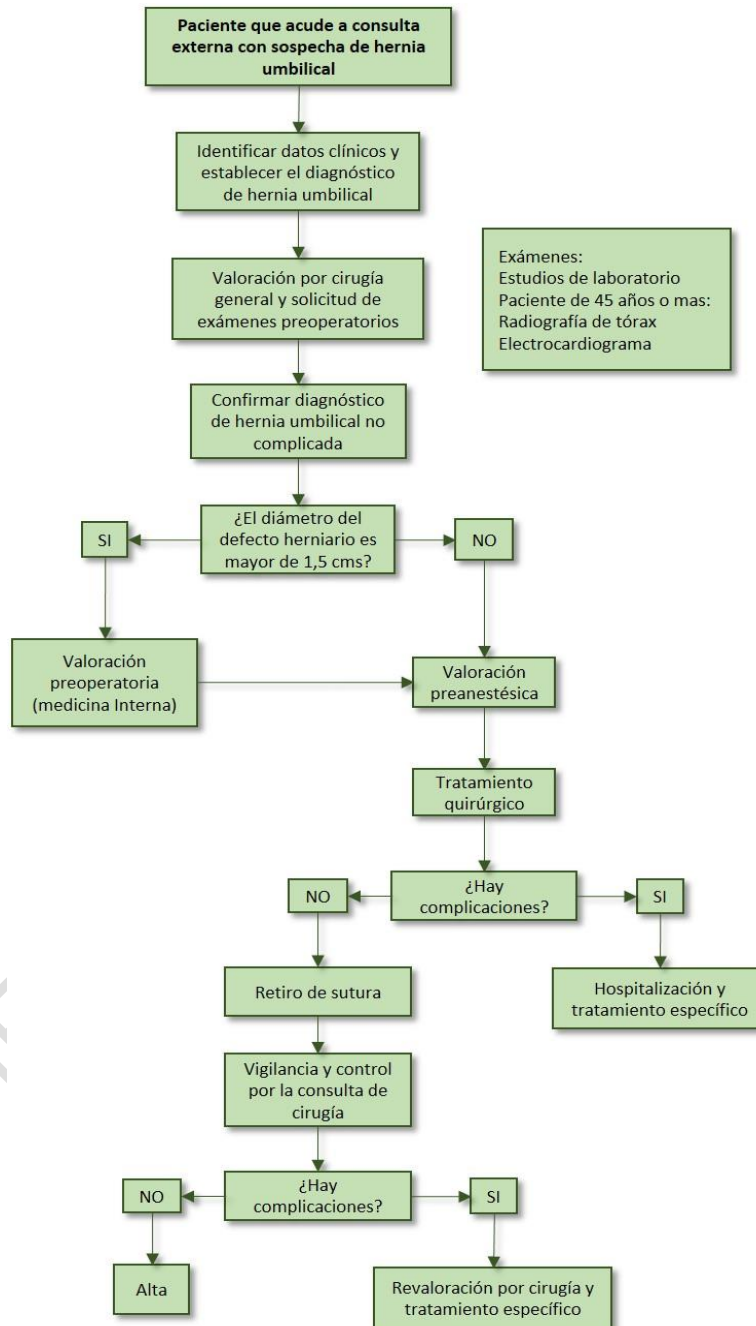 Paciente que acude a consulta
externa con sospecha de hernia
umbilical
Identificar datos clínicos y
establecer el diagnóstico
de hernia umbilical
Valoración por cirugía
general y solicitud de
exámenes preoperatorios
Exámenes:
Estudios de laboratorio
Paciente de 45 años o mas:
Radiografía de tórax
Electrocardiograma
Confirmar diagnóstico
de hernia umbilical no
complicada
¿El diámetro del
defecto herniario es
mayor de 1,5 cms?
SI
NO
Valoración
preoperatoria
(medicina Interna)
Valoración
preanestésica
Tratamiento
quirúrgico
¿Hay
complicaciones?
NO
SI
Retiro de sutura
Hospitalización y
tratamiento específico
Vigilancia y control
por la consulta de
cirugía
¿Hay
complicaciones?
NO
SI
Alta
Revaloración por cirugía y
tratamiento específico